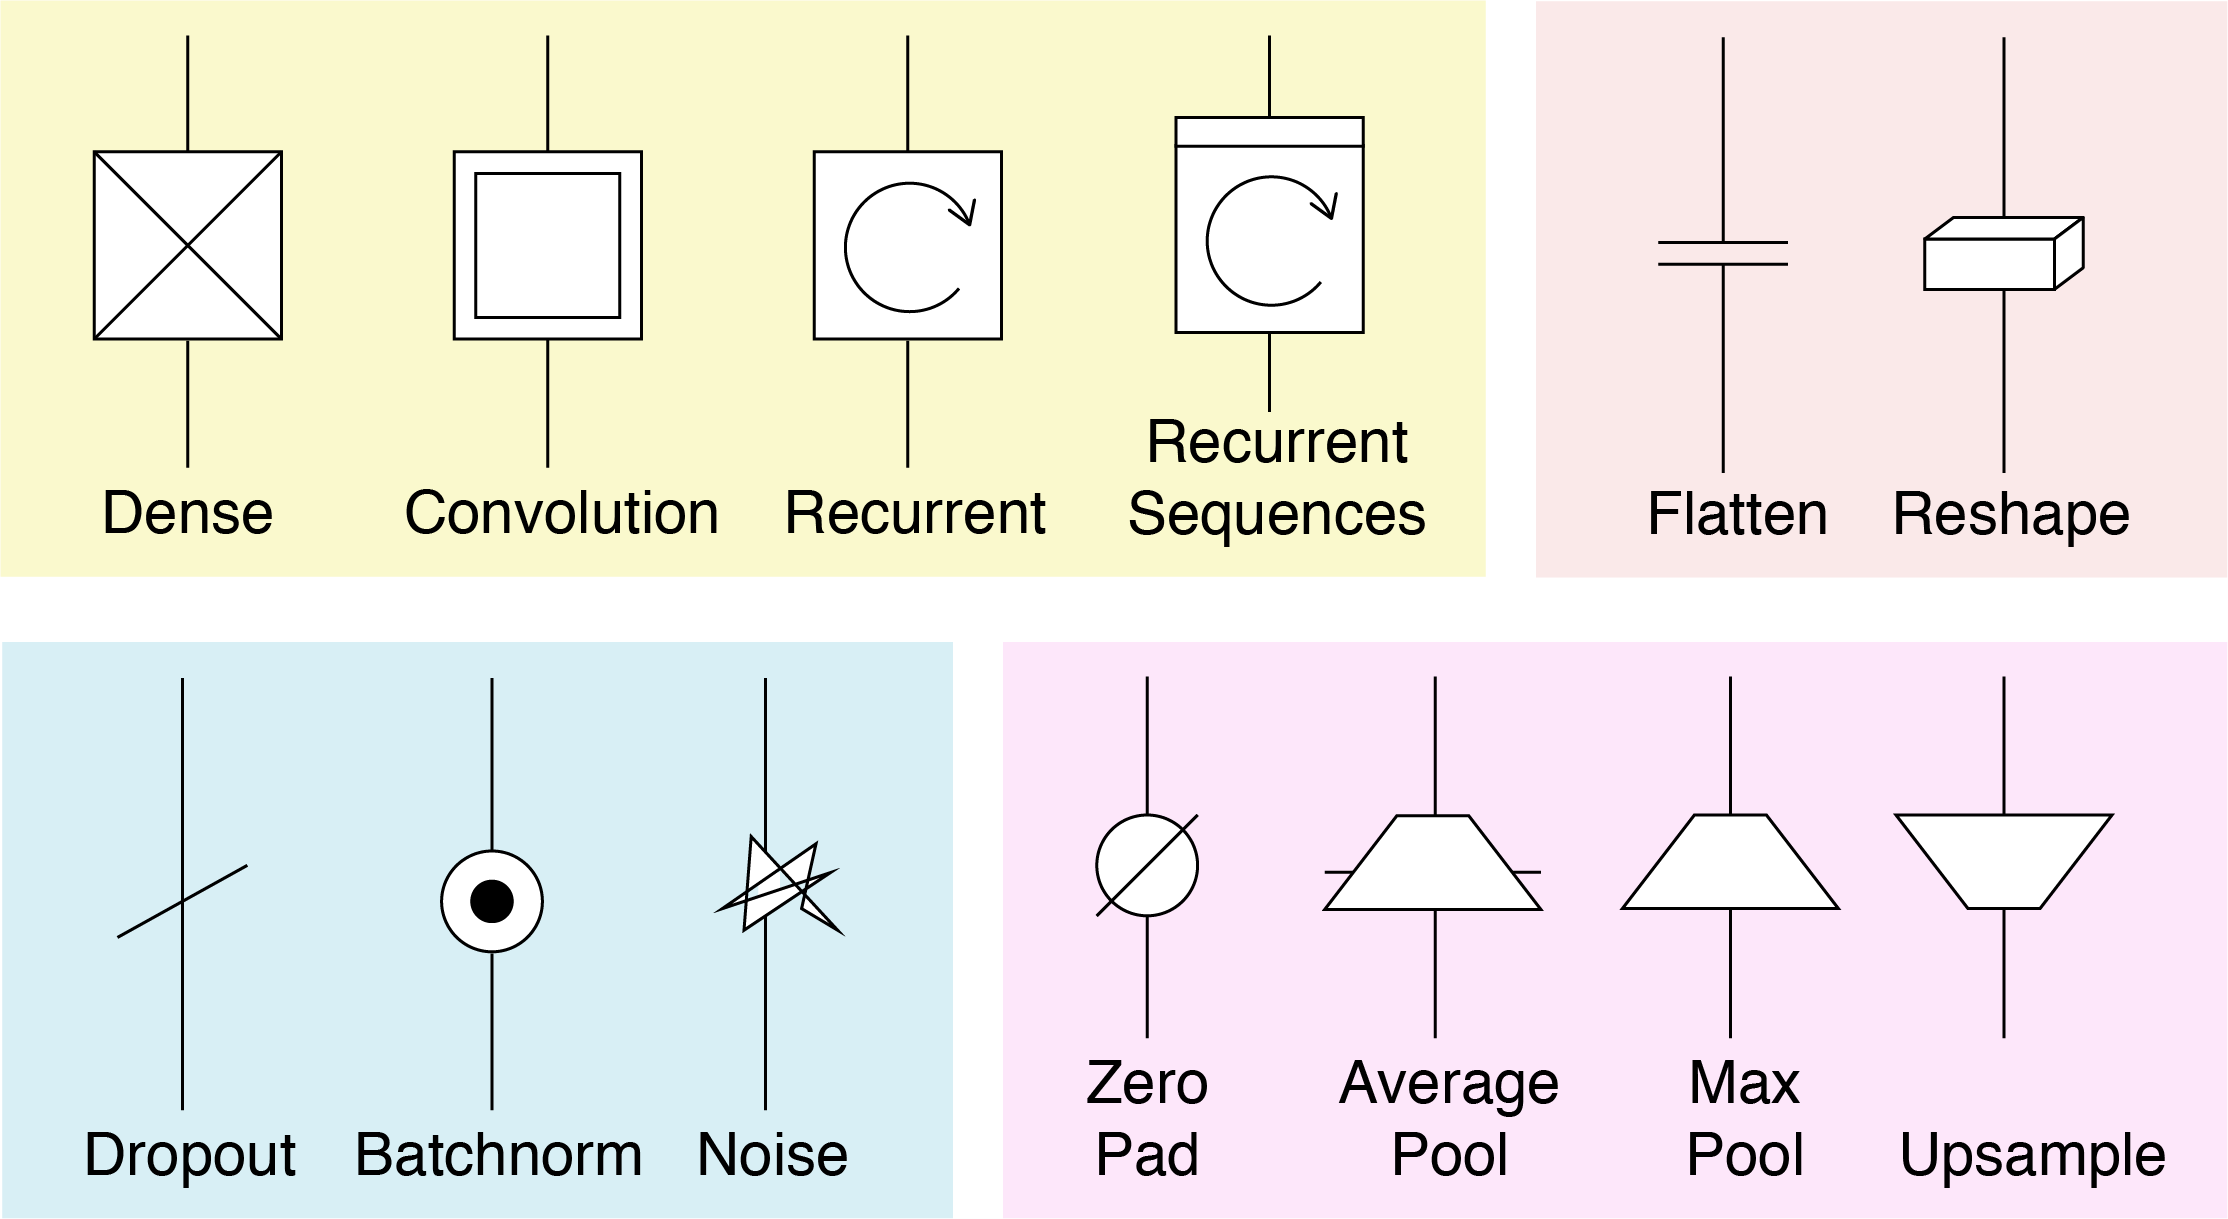 Dense
Convolution
Recurrent
Recurrent
Sequences
Flatten
Reshape
Dropout
Batchnorm
Noise
Zero
Pad
Average
Pool
Max
Pool
Upsample